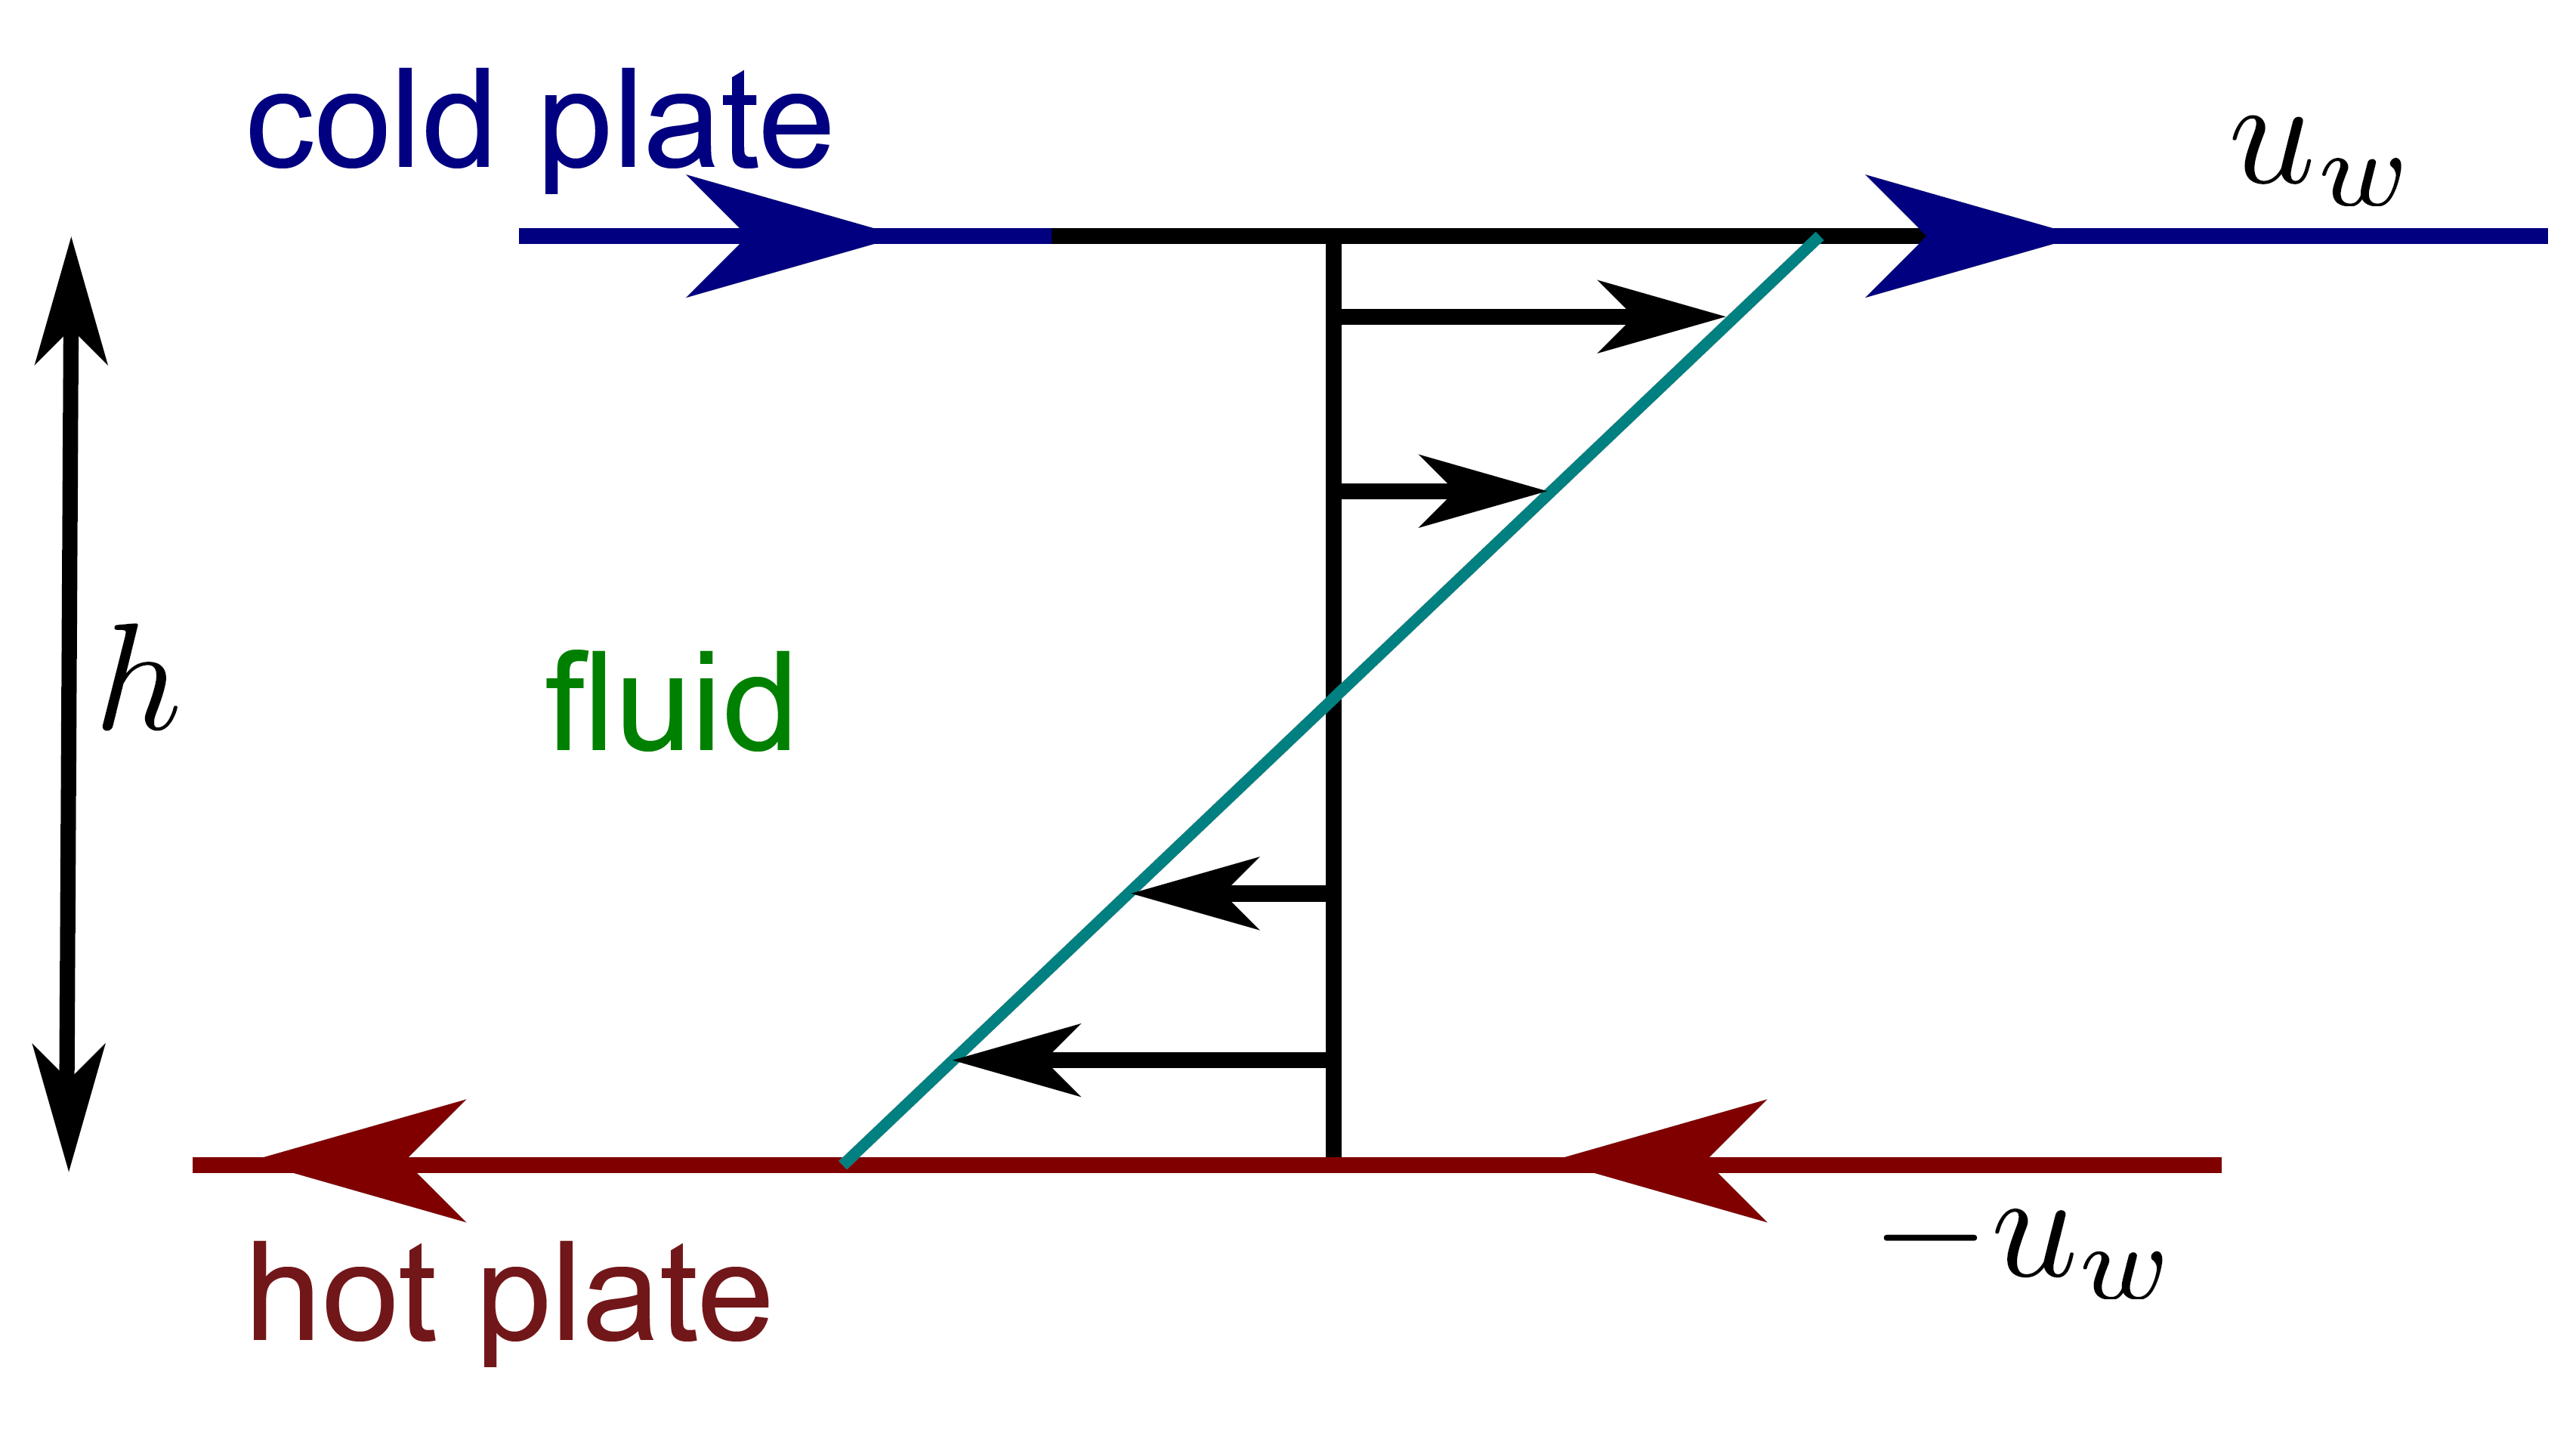 cold plate
u_w
h
fluid
−u_w
hot plate